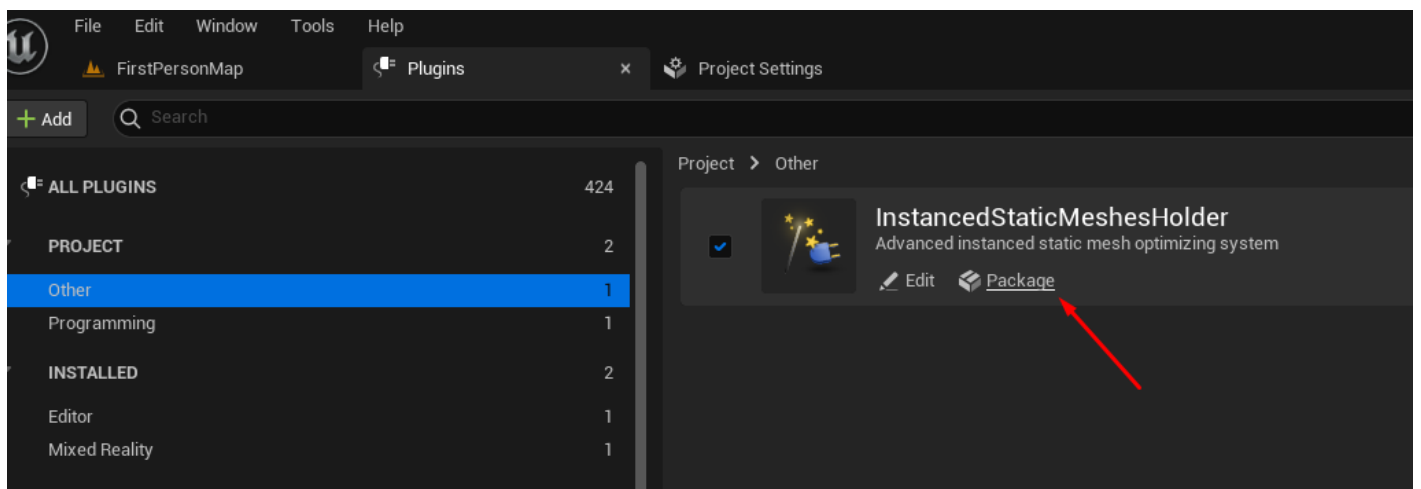 File Edit Window Tools Help
FirstPersonMap Plugins × Project Settings
+ Add Search
ALL PLUGINS 424
PROJECT 2
Other 1
Programming 1
INSTALLED 2
Editor 1
Mixed Reality 1
Project > Other
InstancedStaticMeshesHolder
Advanced instanced static mesh optimizing system
Edit Package